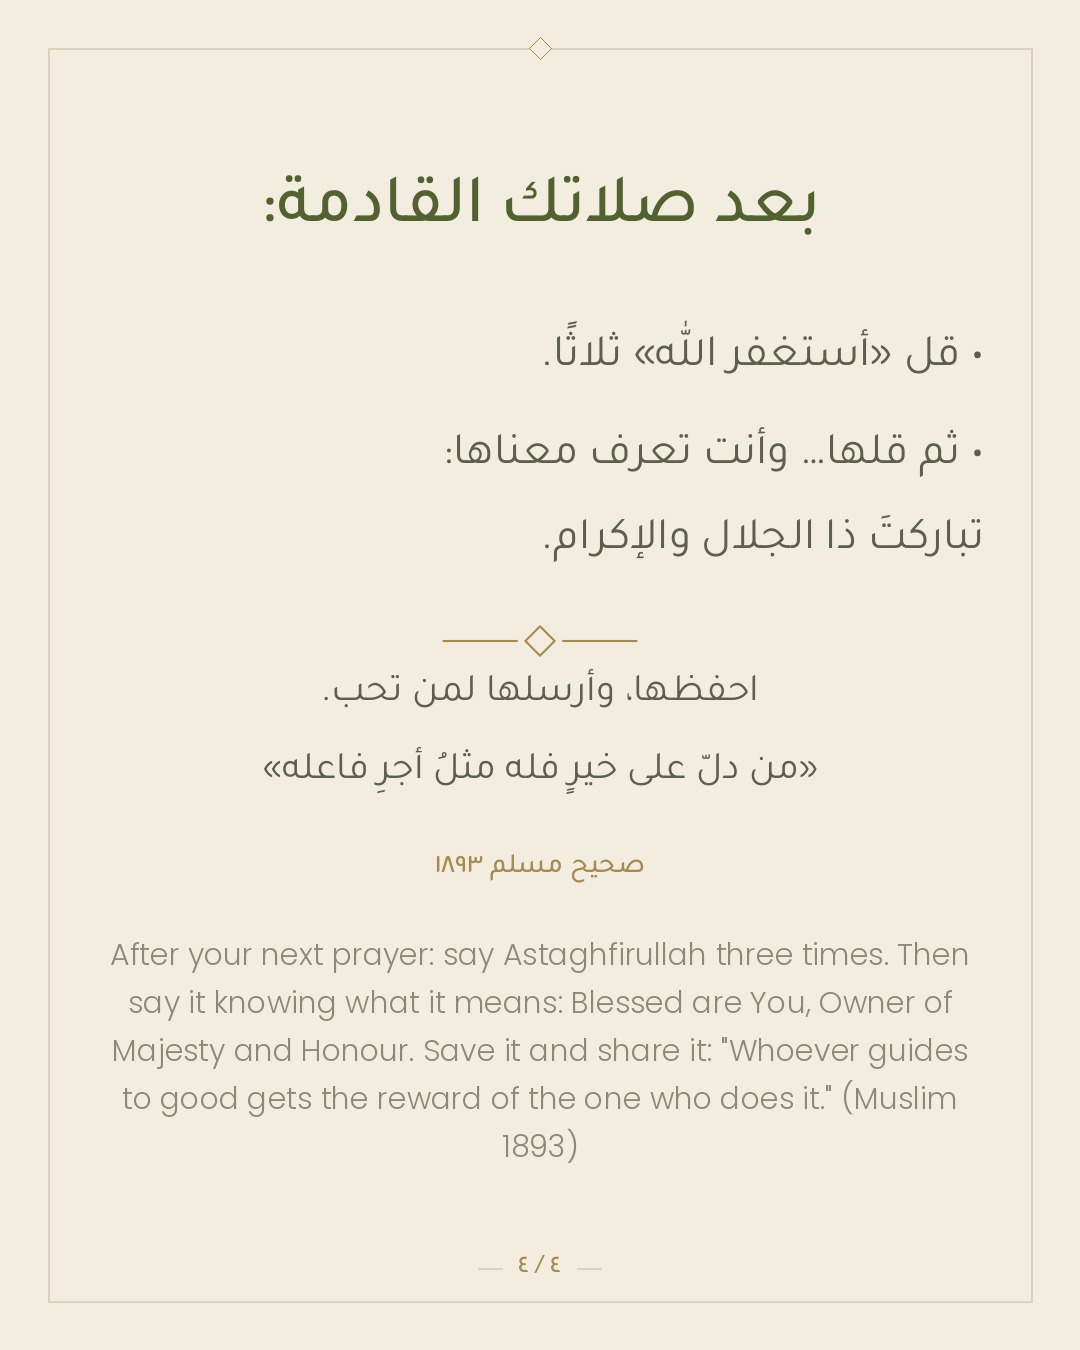 بعد صلاتك القادمة:
• قل «أستغفر الله» ثلاثًا.
• ثم قلها... وأنت تعرف معناها:
تباركتَ ذا الجلال والإكرام.
احفظها، وأرسلها لمن تحب.
«من دلّ على خيرٍ فله مثلُ أجرِ فاعله»
صحيح مسلم ١٨٩٣
After your next prayer: say Astaghfirullah three times. Then
say it knowing what it means: Blessed are You, Owner of
Majesty and Honour. Save it and share it: "Whoever guides
to good gets the reward of the one who does it." (Muslim
1893)
٤/٤